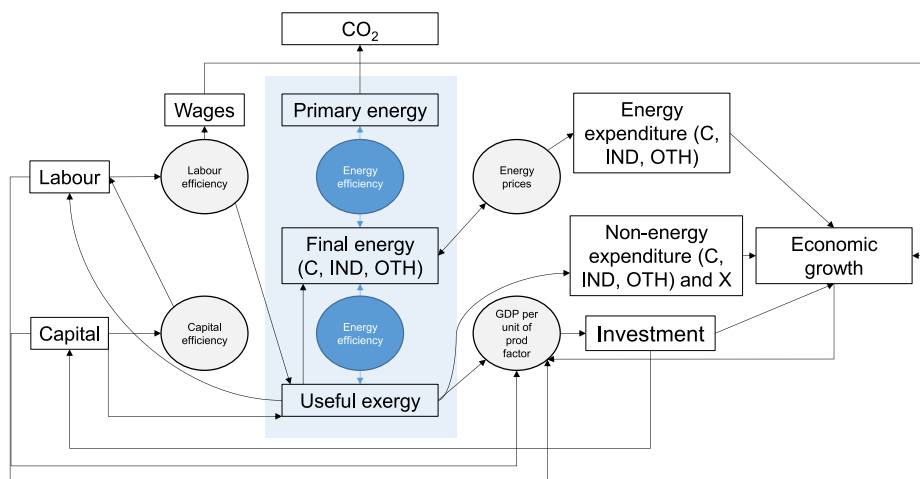 CO2
Wages
Primary energy
Energy
expenditure (C,
IND, OTH)
Labour
Labour
efficiency
Energy
efficiency
Energy
prices
Final energy
(C, IND, OTH)
Non-energy
expenditure (C,
IND, OTH) and X
Economic
growth
Capital
Capital
efficiency
Energy
efficiency
GDP per
unit of
prod
factor
Investment
Useful exergy